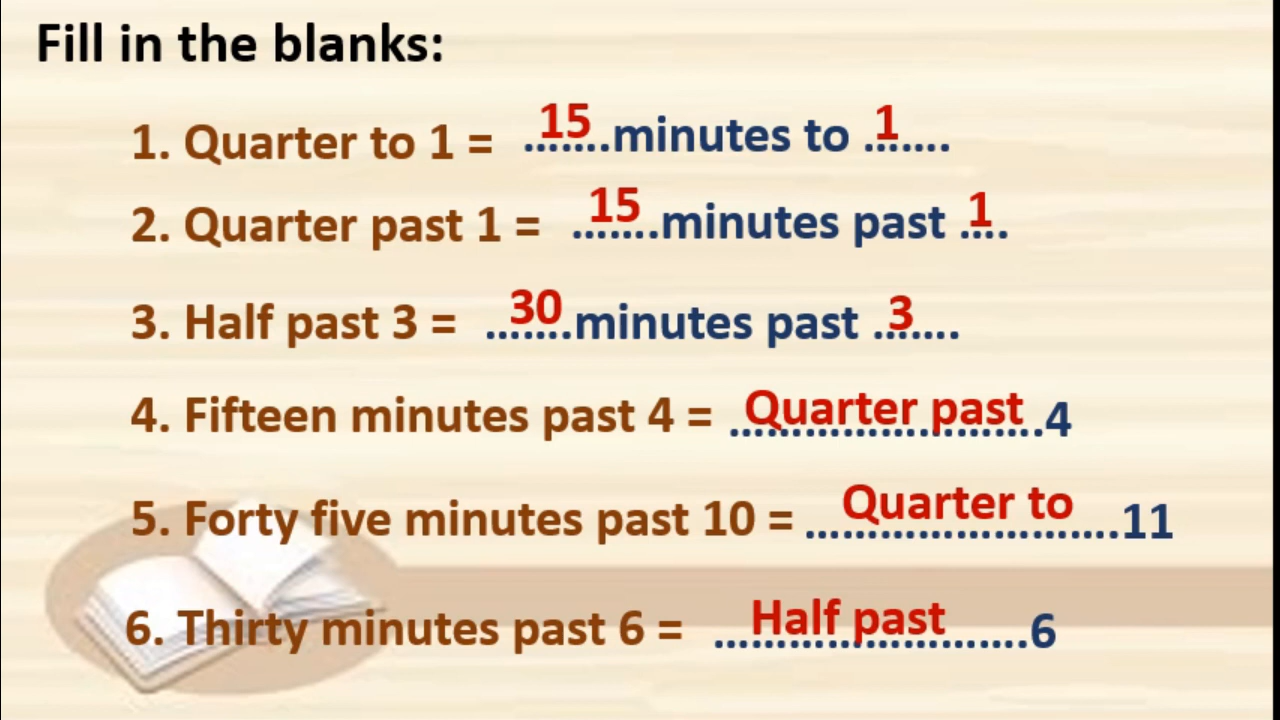 Fill in the blanks:
1. Quarter to 1 = ...15....minutes to ...1....
2. Quarter past 1 = ...15....minutes past .1...
3. Half past 3 = ...30....minutes past ..3.....
4. Fifteen minutes past 4 = ......Quarter past......4
5. Forty five minutes past 10 = ......Quarter to......11
6. Thirty minutes past 6 = ......Half past......6